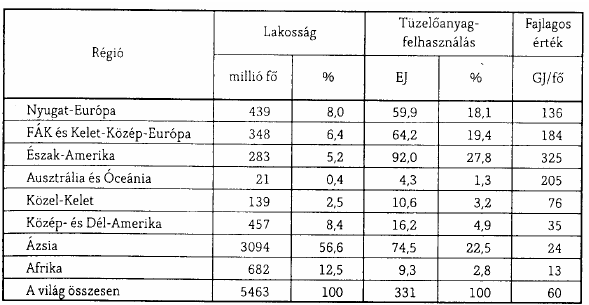 Régió Lakosság Tüzelőanyag-felhasználás Fajlagos érték
millió fő % EJ % GJ/fő
Nyugat-Európa 439 8,0 59,9 18,1 136
FÁK és Kelet-Közép-Európa 348 6,4 64,2 19,4 184
Észak-Amerika 283 5,2 92,0 27,8 325
Ausztrália és Óceánia 21 0,4 4,3 1,3 205
Közel-Kelet 139 2,5 10,6 3,2 76
Közép- és Dél-Amerika 457 8,4 16,2 4,9 35
Ázsia 3094 56,6 74,5 22,5 24
Afrika 682 12,5 9,3 2,8 13
A világ összesen 5463 100 331 100 60